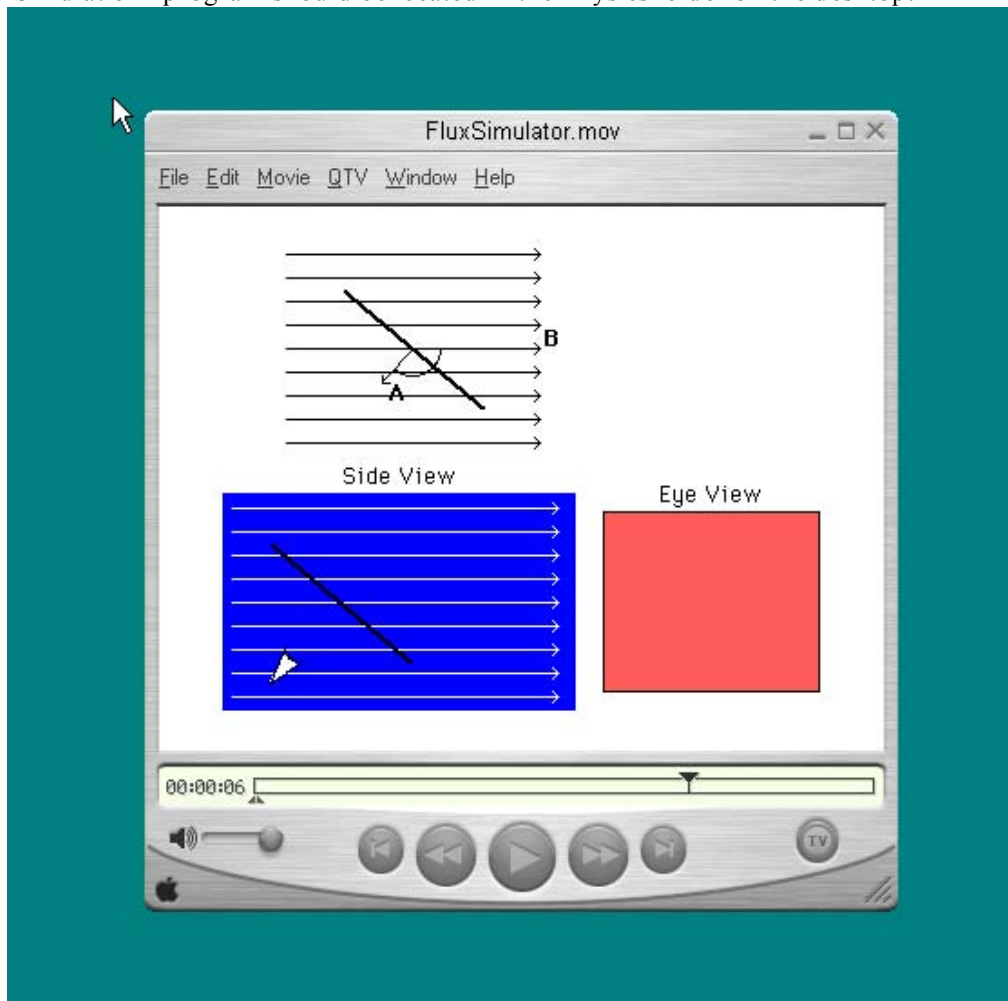 FluxSimulator.mov
File Edit Movie QTV Window Help
B
A
Side View
Eye View
00:00:06
TV